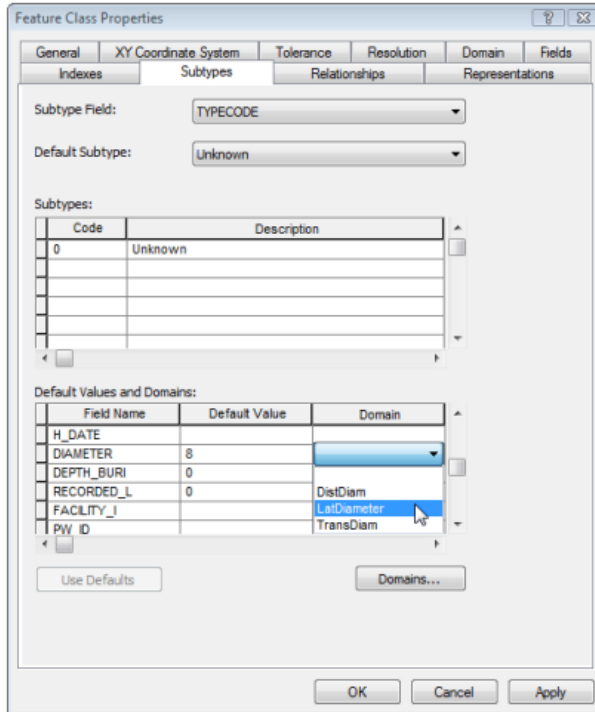 Feature Class Properties
General XY Coordinate System Tolerance Resolution Domain Fields
Indexes Subtypes Relationships Representations
Subtype Field: TYPECODE
Default Subtype: Unknown
Subtypes:
Code Description
0 Unknown
Default Values and Domains:
Field Name Default Value Domain
H_DATE
DIAMETER 8
DEPTH_BURI 0
RECORDED_L 0 DistDiam
FACILITY_I LatDiameter
PW_ID TransDiam
Use Defaults Domains...
OK Cancel Apply